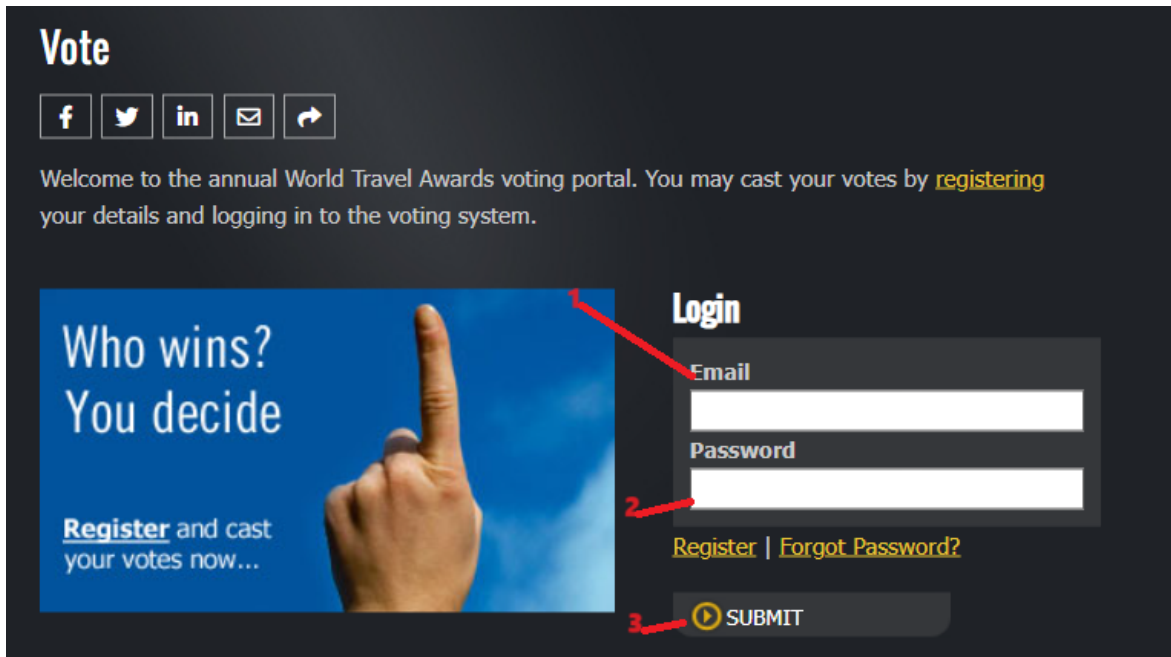 Vote
f in
Welcome to the annual World Travel Awards voting portal. You may cast your votes by registering
your details and logging in to the voting system.
Who wins?
You decide
Register and cast
your votes now...
1
Login
Email
Password
2
Register | Forgot Password?
3 SUBMIT